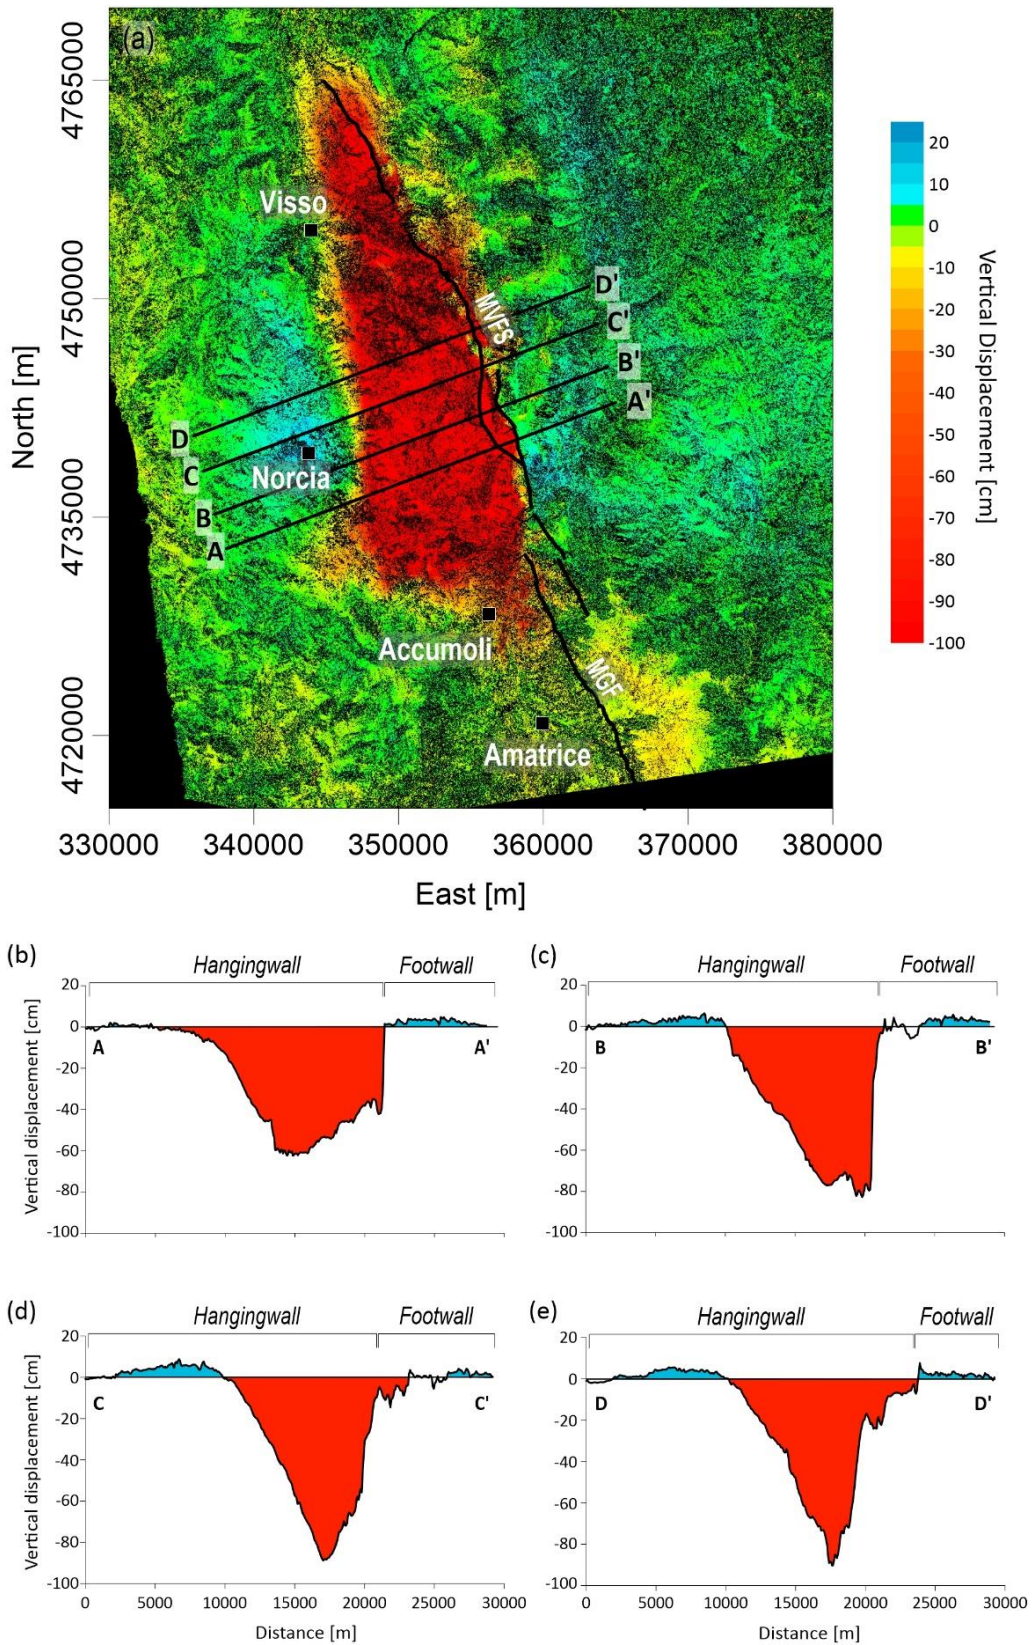 (a)
4765000
4750000
4735000
4720000
North [m]
Visso
MVFS
D'
C'
B'
A'
D
C
B
A
Norcia
Accumoli
MGF
Amatrice
330000 340000 350000 360000 370000 380000
East [m]
20
10
0
-10
-20
-30
-40
-50
-60
-70
-80
-90
-100
Vertical Displacement [cm]
(b)
Hangingwall Footwall
20
0
-20
-40
-60
-80
-100
Vertical displacement [cm]
A A'
(c)
Hangingwall Footwall
20
0
-20
-40
-60
-80
-100
B B'
(d)
Hangingwall Footwall
20
0
-20
-40
-60
-80
-100
Vertical displacement [cm]
C C'
0 5000 10000 15000 20000 25000 30000
Distance [m]
(e)
Hangingwall Footwall
20
0
-20
-40
-60
-80
-100
D D'
0 5000 10000 15000 20000 25000 30000
Distance [m]